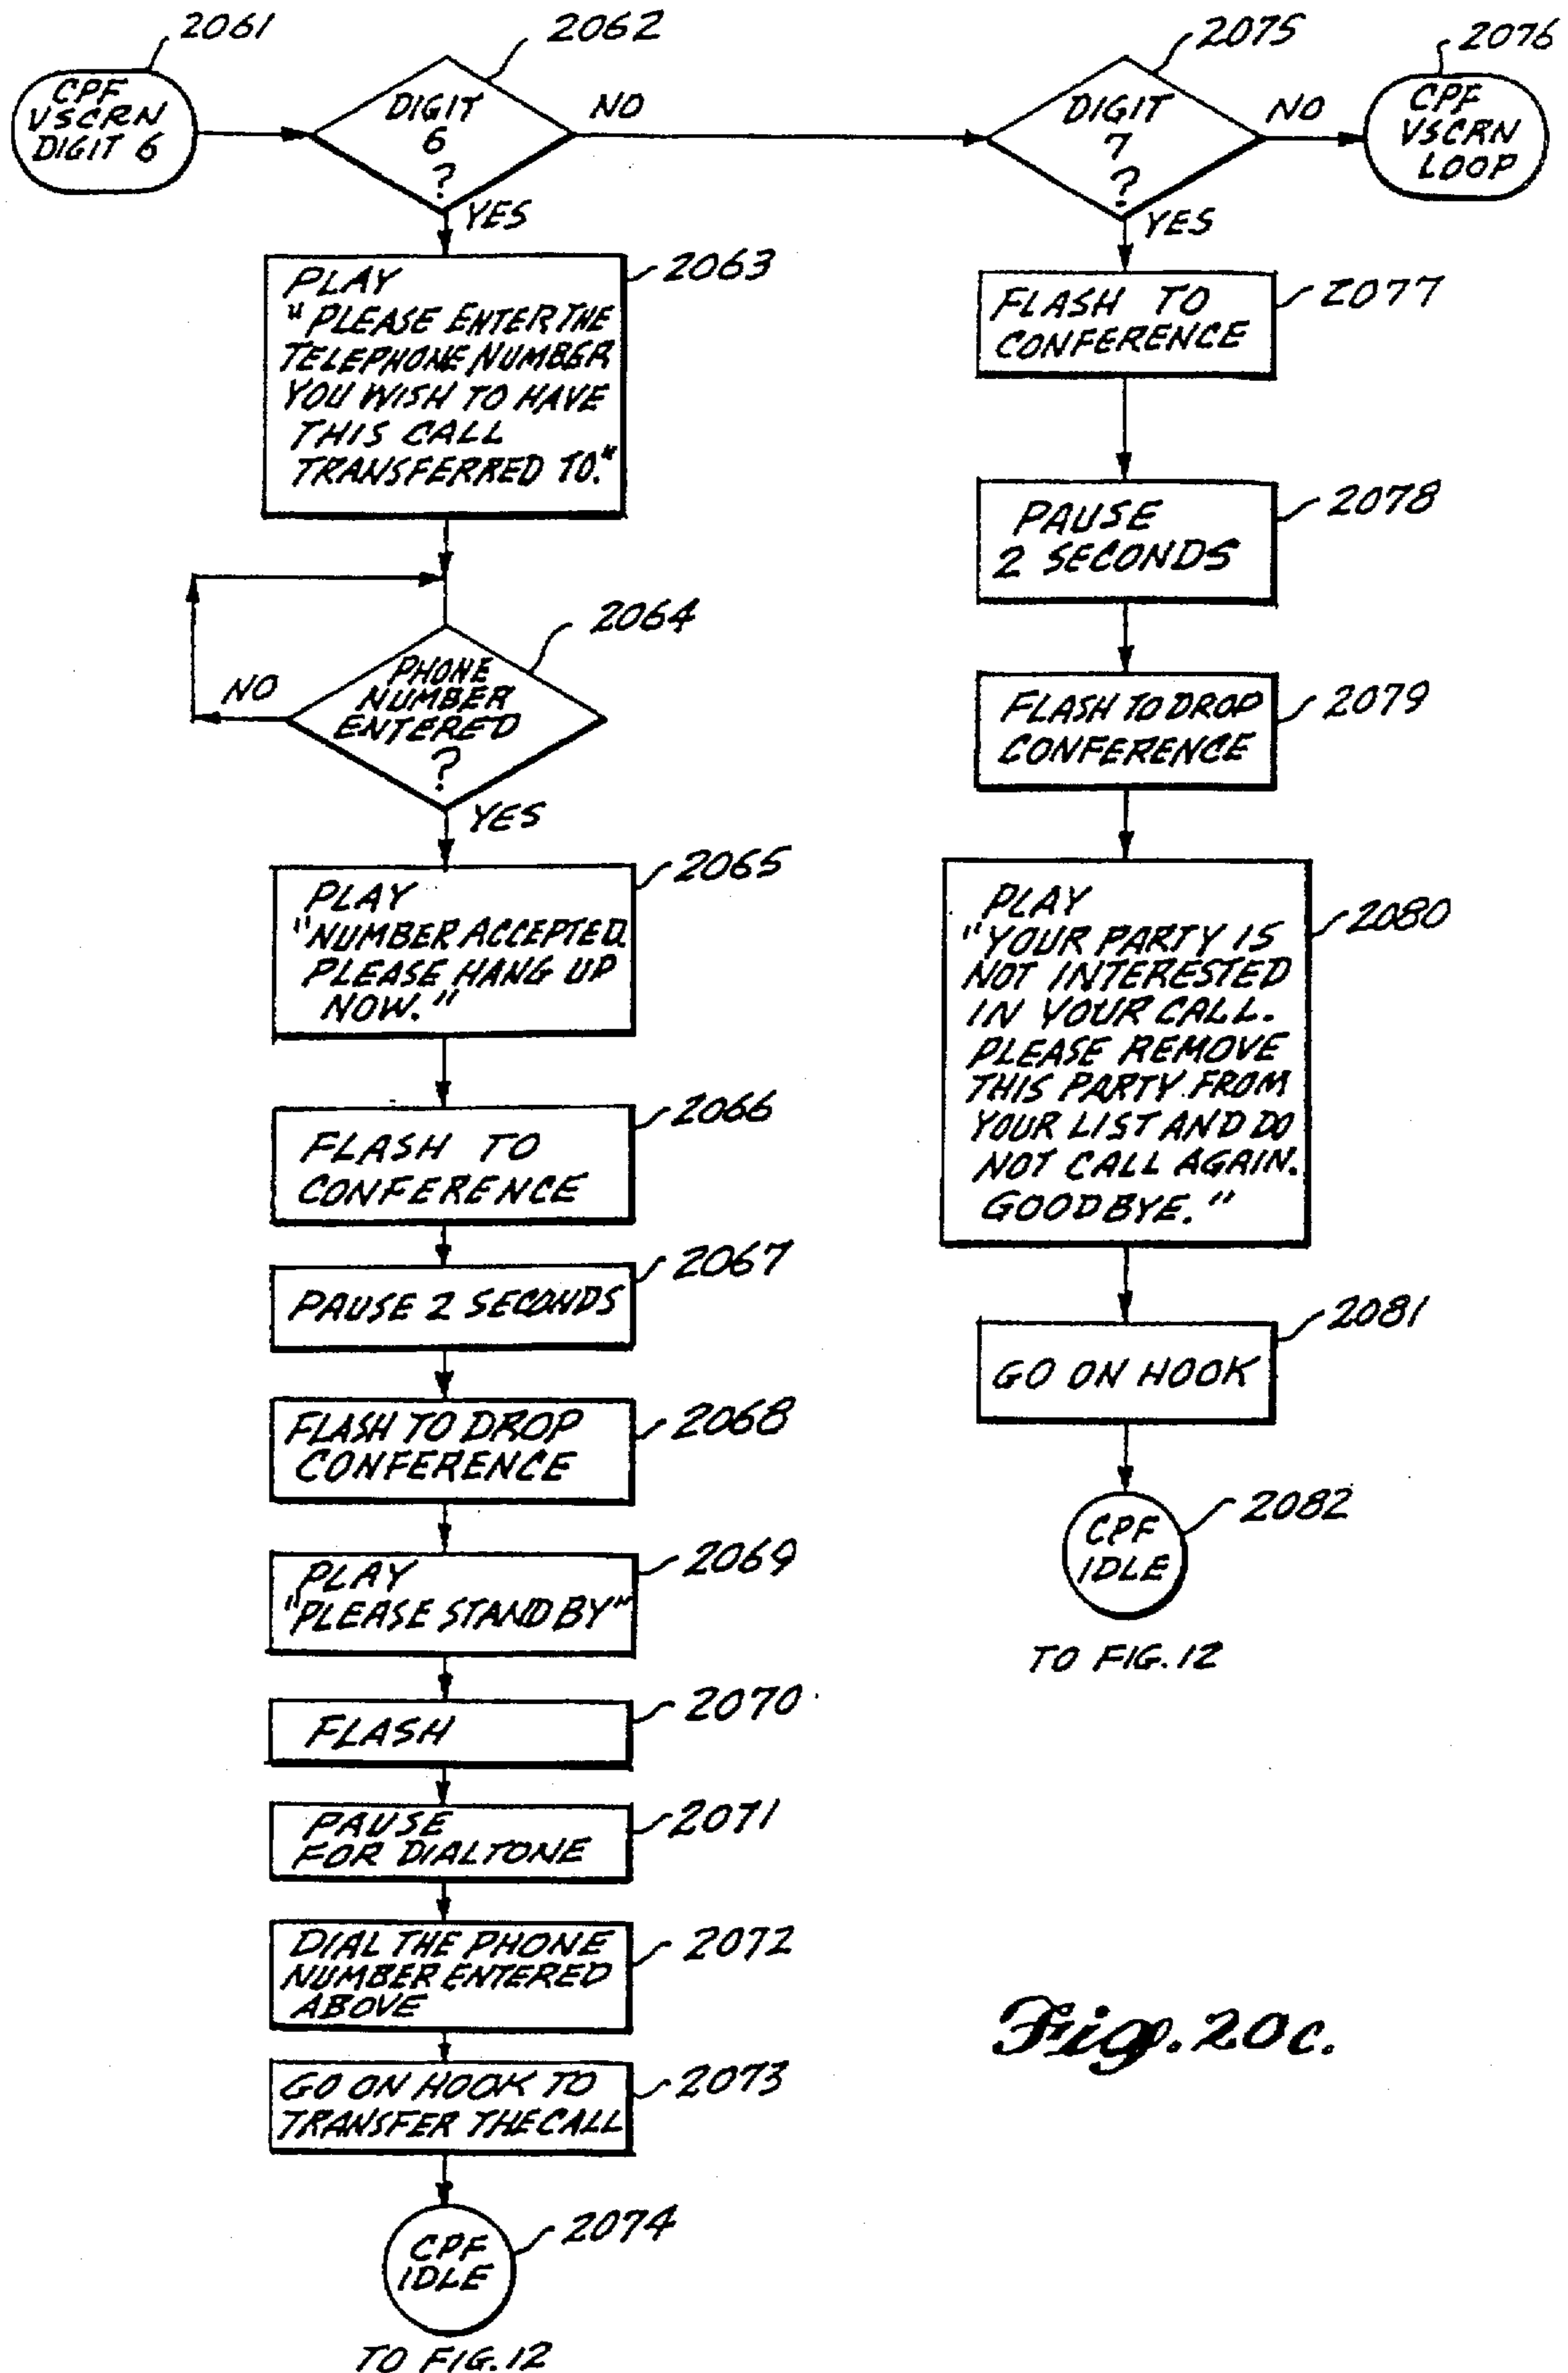 2061
CPF
VSCRN
DIGIT 6
2062
DIGIT
6
?
NO
YES
2075
DIGIT
7
?
NO
YES
2076
CPF
VSCRN
LOOP
2063
PLAY
"PLEASE ENTER THE
TELEPHONE NUMBER
YOU WISH TO HAVE
THIS CALL
TRANSFERRED TO."
2064
PHONE
NUMBER
ENTERED
?
NO
YES
2065
PLAY
"NUMBER ACCEPTED.
PLEASE HANG UP
NOW."
2066
FLASH TO
CONFERENCE
2067
PAUSE 2 SECONDS
2068
FLASH TO DROP
CONFERENCE
2069
PLAY
"PLEASE STAND BY"
2070
FLASH
2071
PAUSE
FOR DIALTONE
2072
DIAL THE PHONE
NUMBER ENTERED
ABOVE
2073
GO ON HOOK TO
TRANSFER THE CALL
2074
CPF
IDLE
TO FIG. 12
2077
FLASH TO
CONFERENCE
2078
PAUSE
2 SECONDS
2079
FLASH TO DROP
CONFERENCE
2080
PLAY
"YOUR PARTY IS
NOT INTERESTED
IN YOUR CALL.
PLEASE REMOVE
THIS PARTY FROM
YOUR LIST AND DO
NOT CALL AGAIN.
GOODBYE."
2081
GO ON HOOK
2082
CPF
IDLE
TO FIG. 12
Fig. 20c.